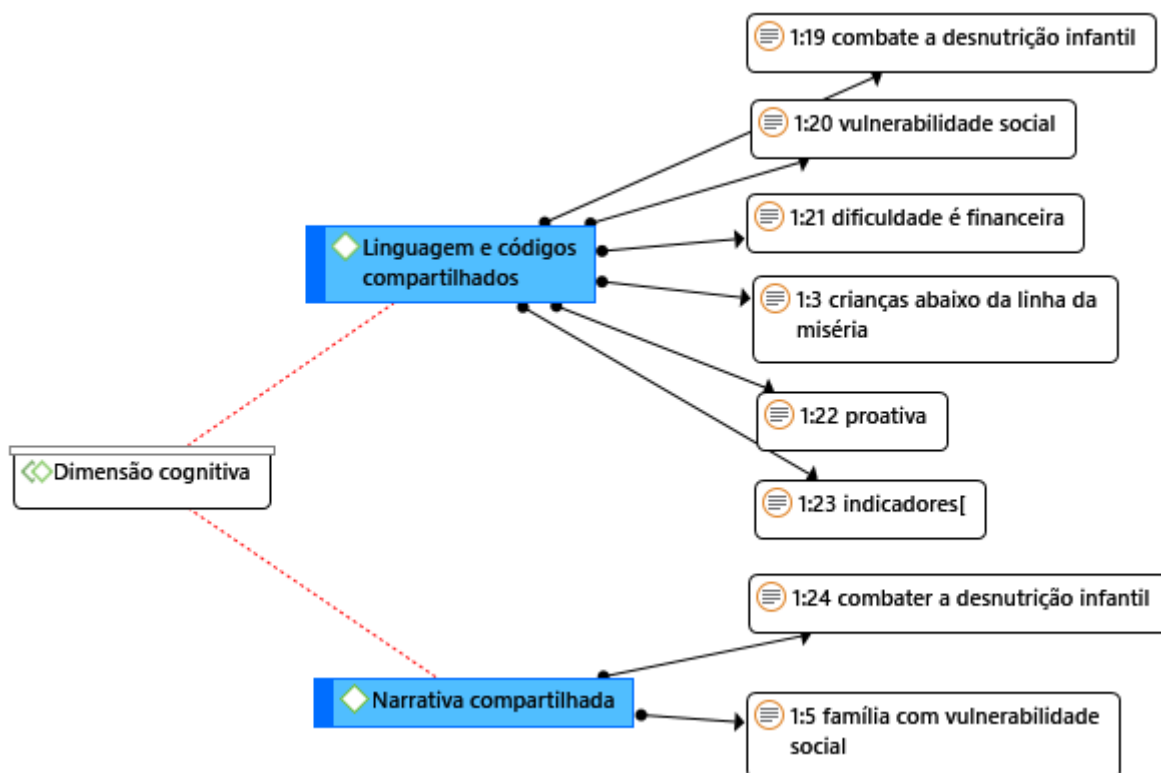 1:19 combate a desnutrição infantil
1:20 vulnerabilidade social
1:21 dificuldade é financeira
Linguagem e códigos
compartilhados
1:3 crianças abaixo da linha da
miséria
1:22 proativa
Dimensão cognitiva
1:23 indicadores[
1:24 combater a desnutrição infantil
Narrativa compartilhada
1:5 família com vulnerabilidade
social